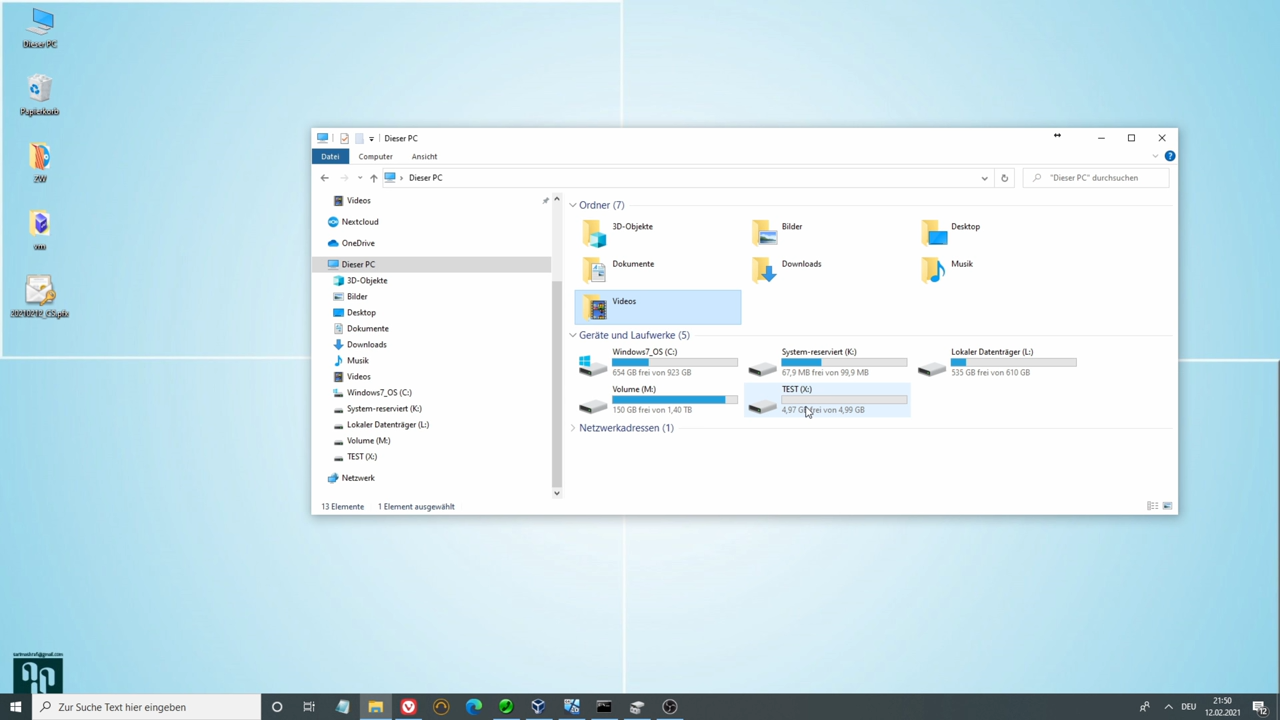 Dieser PC
Papierkorb
ZW
vm
20210212_CIS.pfx
Dieser PC
Datei
Computer
Ansicht
Dieser PC
"Dieser PC" durchsuchen
Videos
Nextcloud
OneDrive
Dieser PC
3D-Objekte
Bilder
Desktop
Dokumente
Downloads
Musik
Videos
Windows7_OS (C:)
System-reserviert (K:)
Lokaler Datenträger (L:)
Volume (M:)
TEST (X:)
Netzwerk
Ordner (7)
3D-Objekte
Bilder
Desktop
Dokumente
Downloads
Musik
Videos
Geräte und Laufwerke (5)
Windows7_OS (C:)
654 GB frei von 923 GB
System-reserviert (K:)
67,9 MB frei von 99,9 MB
Lokaler Datenträger (L:)
535 GB frei von 610 GB
Volume (M:)
150 GB frei von 1,40 TB
TEST (X:)
4,97 GB frei von 4,99 GB
Netzwerkadressen (1)
13 Elemente
1 Element ausgewählt
Zur Suche Text hier eingeben
DEU
21:50
12.02.2021
12